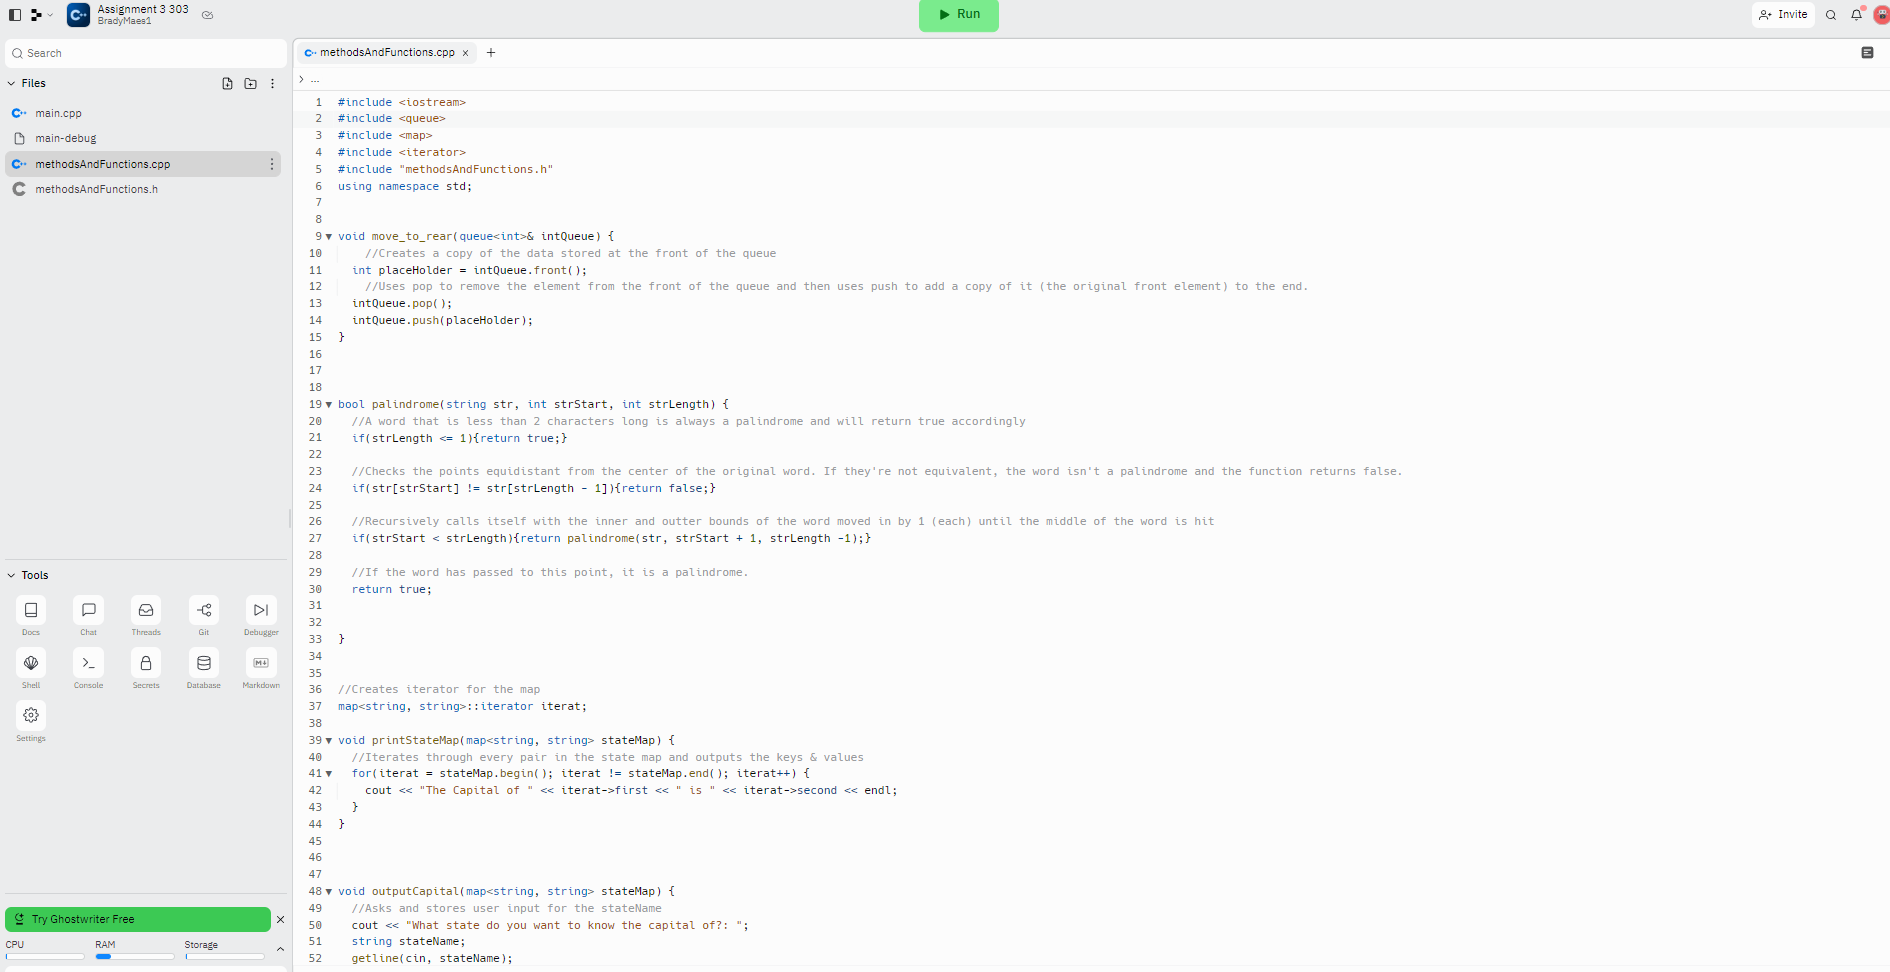 Assignment 3 303
BradyMaes1
Run
Invite
Search
Files
main.cpp
main-debug
methodsAndFunctions.cpp
methodsAndFunctions.h
Tools
Docs
Chat
Threads
Git
Debugger
Shell
Console
Secrets
Database
Markdown
Settings
Try Ghostwriter Free
CPU
RAM
Storage
methodsAndFunctions.cpp
...
1 #include <iostream>
2 #include <queue>
3 #include <map>
4 #include <iterator>
5 #include "methodsAndFunctions.h"
6 using namespace std;
7
8
9 void move_to_rear(queue<int>& intQueue) {
10 //Creates a copy of the data stored at the front of the queue
11 int placeHolder = intQueue.front();
12 //Uses pop to remove the element from the front of the queue and then uses push to add a copy of it (the original front element) to the end.
13 intQueue.pop();
14 intQueue.push(placeHolder);
15 }
16
17
18
19 bool palindrome(string str, int strStart, int strLength) {
20 //A word that is less than 2 characters long is always a palindrome and will return true accordingly
21 if(strLength <= 1){return true;}
22
23 //Checks the points equidistant from the center of the original word. If they're not equivalent, the word isn't a palindrome and the function returns false.
24 if(str[strStart] != str[strLength - 1]){return false;}
25
26 //Recursively calls itself with the inner and outter bounds of the word moved in by 1 (each) until the middle of the word is hit
27 if(strStart < strLength){return palindrome(str, strStart + 1, strLength -1);}
28
29 //If the word has passed to this point, it is a palindrome.
30 return true;
31
32
33 }
34
35
36 //Creates iterator for the map
37 map<string, string>::iterator iterat;
38
39 void printStateMap(map<string, string> stateMap) {
40 //Iterates through every pair in the state map and outputs the keys & values
41 for(iterat = stateMap.begin(); iterat != stateMap.end(); iterat++) {
42 cout << "The Capital of " << iterat->first << " is " << iterat->second << endl;
43 }
44 }
45
46
47
48 void outputCapital(map<string, string> stateMap) {
49 //Asks and stores user input for the stateName
50 cout << "What state do you want to know the capital of?: ";
51 string stateName;
52 getline(cin, stateName);